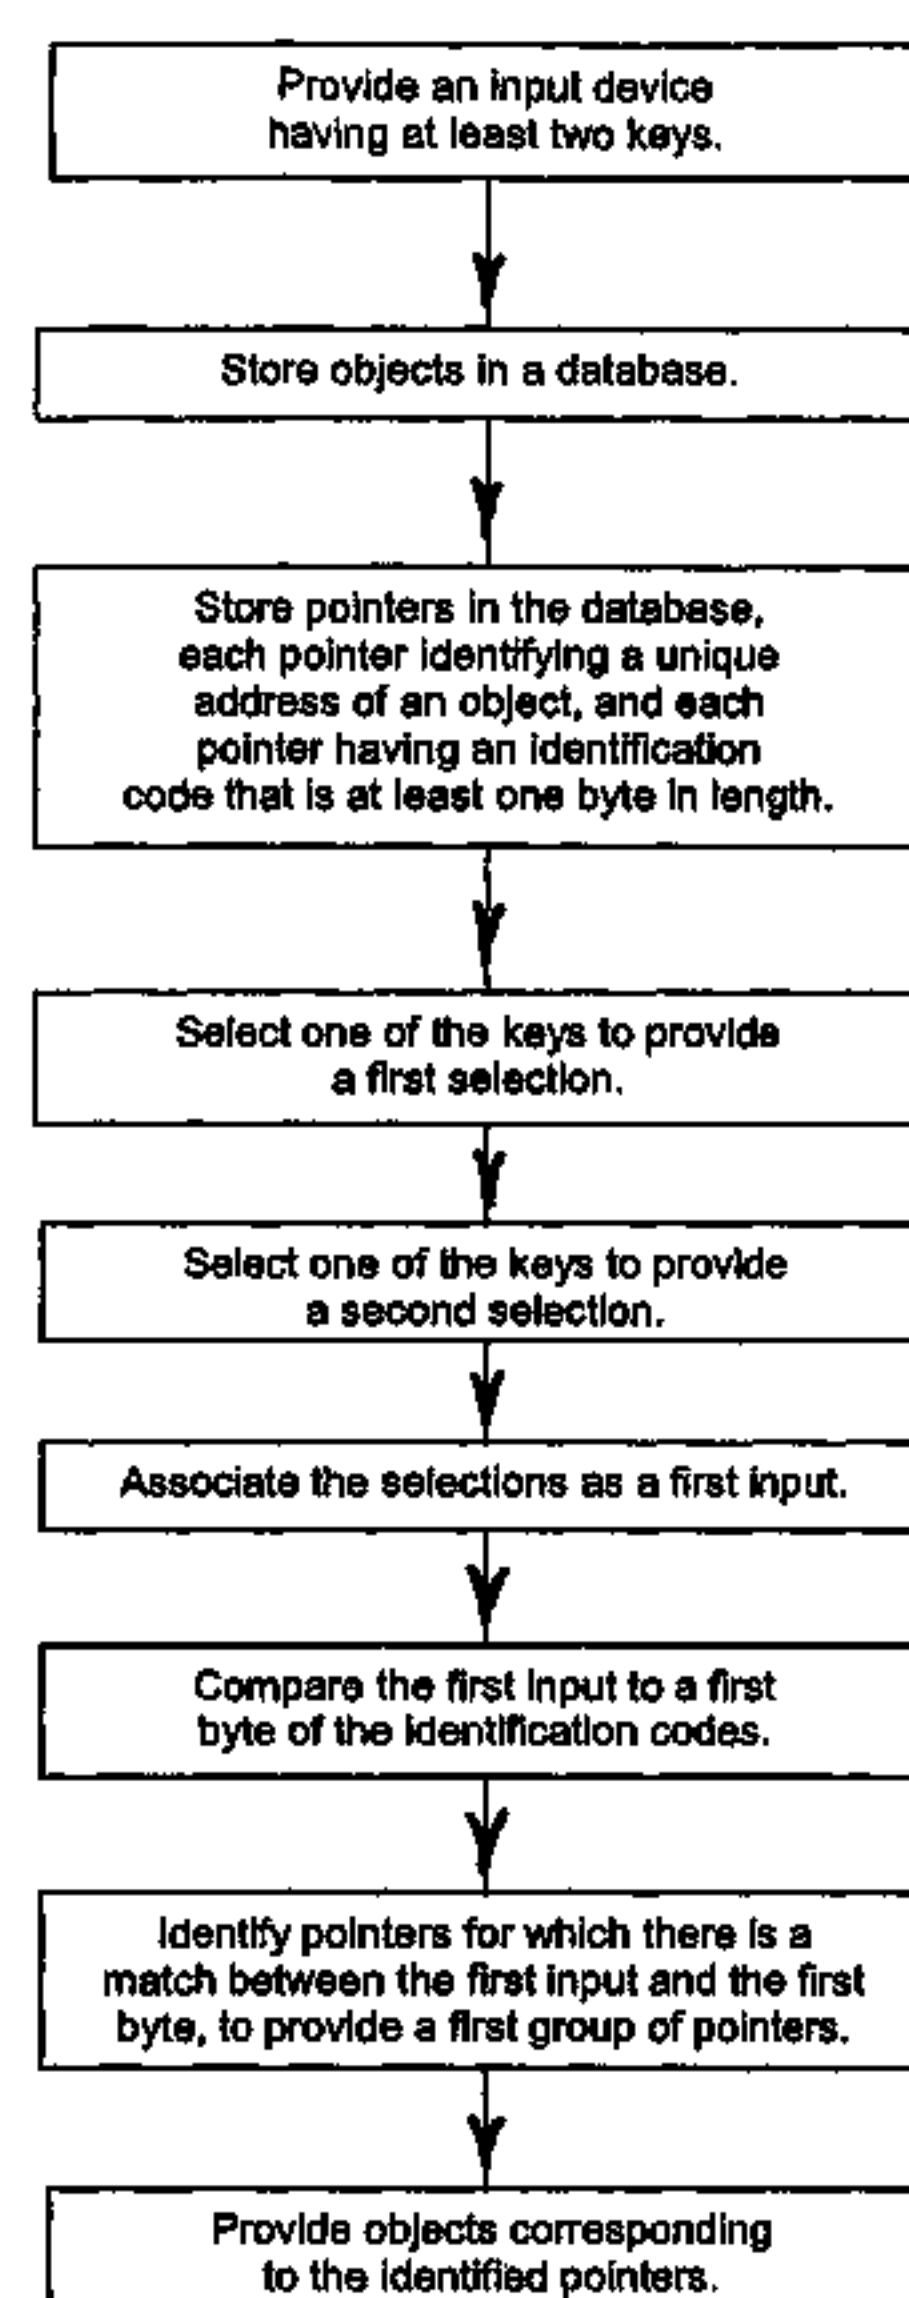 Provide an input device
having at least two keys.
Store objects in a database.
Store pointers in the database,
each pointer identifying a unique
address of an object, and each
pointer having an identification
code that is at least one byte in length.
Select one of the keys to provide
a first selection.
Select one of the keys to provide
a second selection.
Associate the selections as a first input.
Compare the first input to a first
byte of the identification codes.
Identify pointers for which there is a
match between the first input and the first
byte, to provide a first group of pointers.
Provide objects corresponding
to the identified pointers.